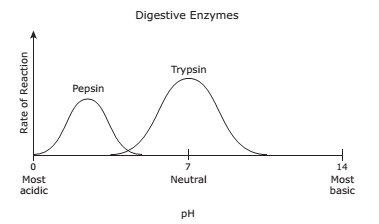 Digestive Enzymes
Rate of Reaction
Pepsin
Trypsin
0
7
14
Most
acidic
Neutral
Most
basic
pH